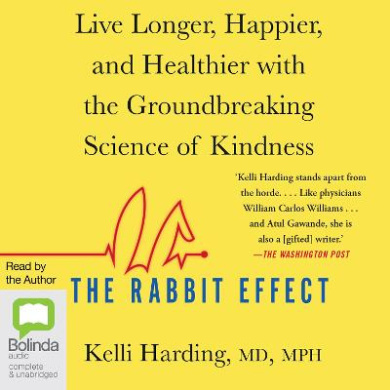 Live Longer, Happier,
and Healthier with
the Groundbreaking
Science of Kindness
'Kelli Harding stands apart from
the horde. . . . Like physicians
William Carlos Williams . . .
and Atul Gawande, she is
also a [gifted] writer.'
—THE WASHINGTON POST
Read by
the Author
THE RABBIT EFFECT
Bolinda
audio
complete
& unabridged
Kelli Harding, MD, MPH